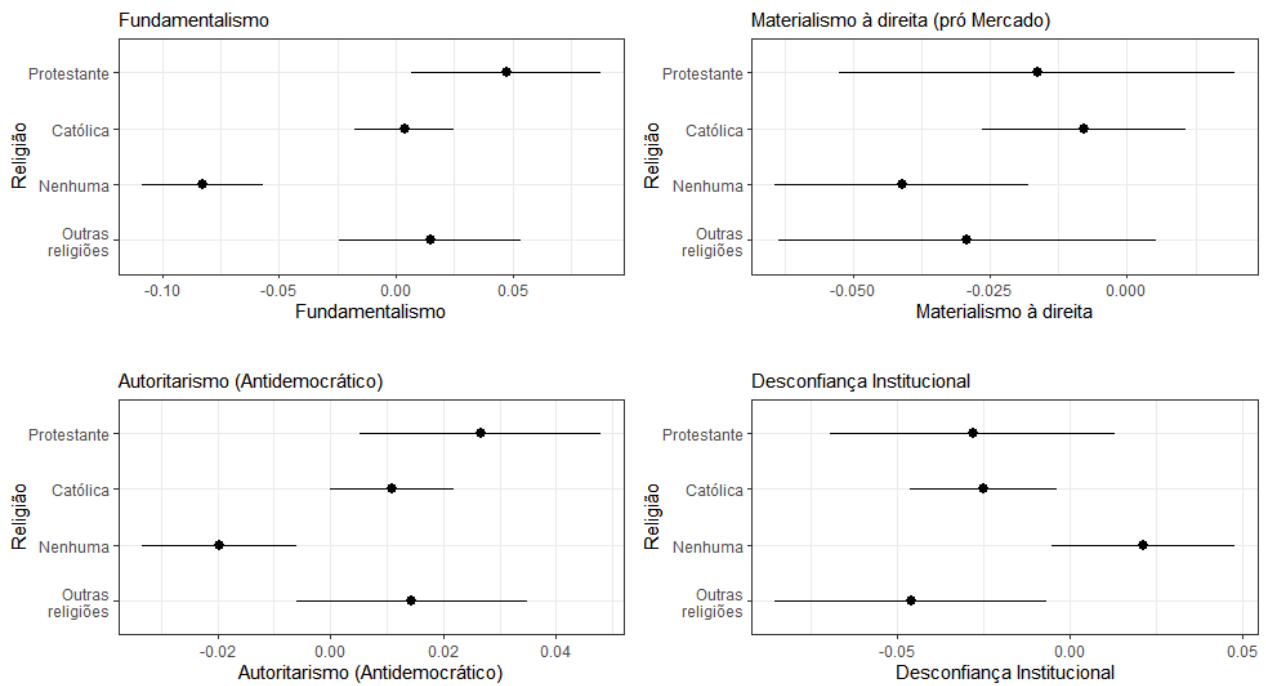 Fundamentalismo
Religião
Protestante
Católica
Nenhuma
Outras
religiões
-0.10 -0.05 0.00 0.05
Fundamentalismo
Materialismo à direita (pró Mercado)
Religião
Protestante
Católica
Nenhuma
Outras
religiões
-0.050 -0.025 0.000
Materialismo à direita
Autoritarismo (Antidemocrático)
Religião
Protestante
Católica
Nenhuma
Outras
religiões
-0.02 0.00 0.02 0.04
Autoritarismo (Antidemocrático)
Desconfiança Institucional
Religião
Protestante
Católica
Nenhuma
Outras
religiões
-0.05 0.00 0.05
Desconfiança Institucional